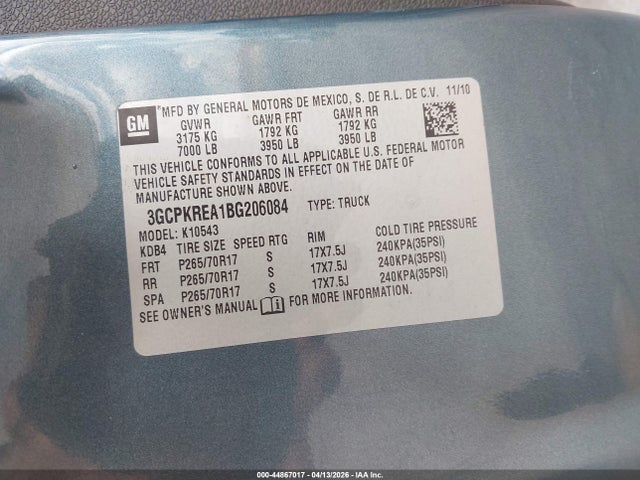 GM
*MFD BY GENERAL MOTORS DE MEXICO, S. DE R.L. DE C.V. 11/10
GVWR GAWR FRT GAWR RR
3175 KG 1792 KG 1792 KG
7000 LB 3950 LB 3950 LB
THIS VEHICLE CONFORMS TO ALL APPLICABLE U.S. FEDERAL MOTOR
VEHICLE SAFETY STANDARDS IN EFFECT ON THE DATE OF
MANUFACTURE SHOWN ABOVE.
3GCPKREA1BG206084 TYPE: TRUCK
MODEL: K10543
KDB4 TIRE SIZE SPEED RTG RIM COLD TIRE PRESSURE
FRT P265/70R17 S 17X7.5J 240KPA(35PSI)
RR P265/70R17 S 17X7.5J 240KPA(35PSI)
SPA P265/70R17 S 17X7.5J 240KPA(35PSI)
SEE OWNER'S MANUAL FOR MORE INFORMATION.
000-44867017 - 04/13/2026 - IAA Inc.